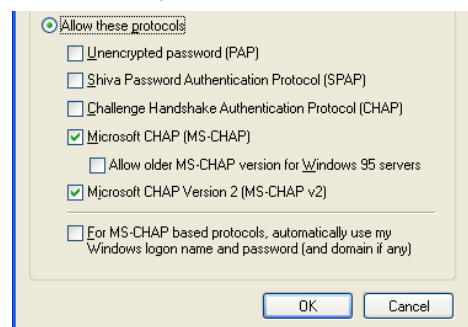 Allow these protocols
Unencrypted password (PAP)
Shiva Password Authentication Protocol (SPAP)
Challenge Handshake Authentication Protocol (CHAP)
Microsoft CHAP (MS-CHAP)
Allow older MS-CHAP version for Windows 95 servers
Microsoft CHAP Version 2 (MS-CHAP v2)
For MS-CHAP based protocols, automatically use my
Windows logon name and password (and domain if any)
OK Cancel